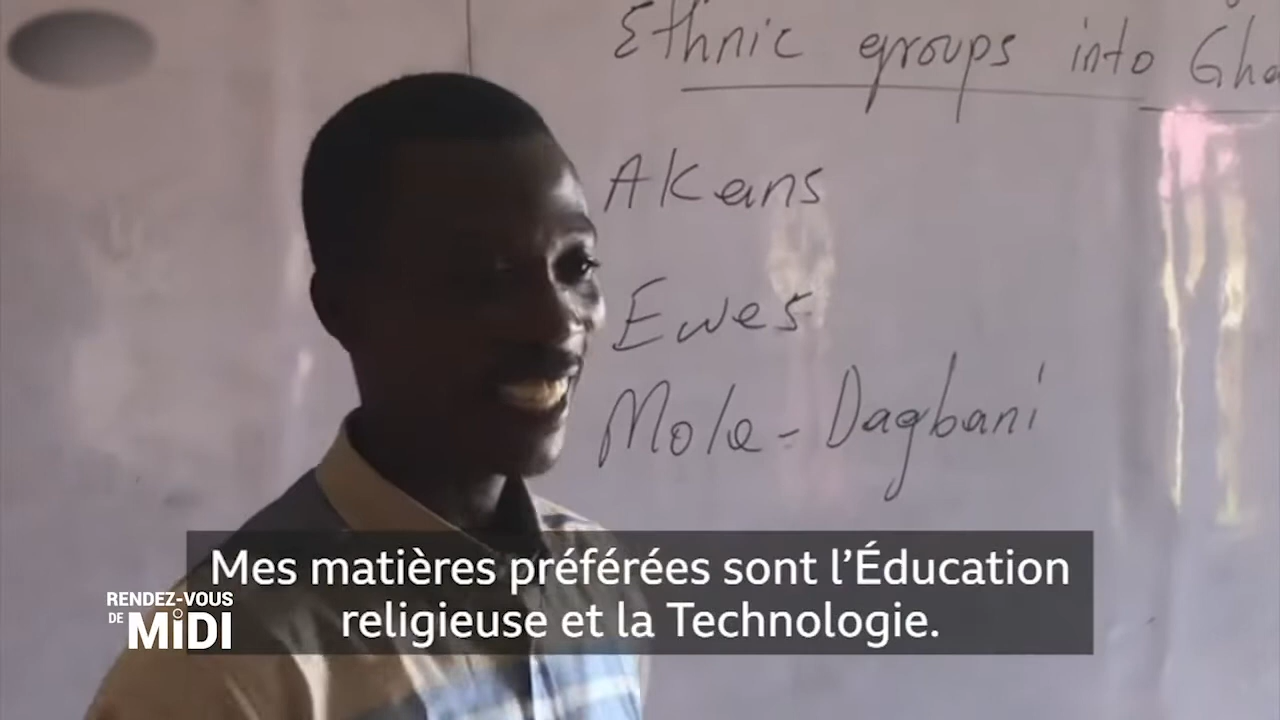 Ethnic groups into
Akans
Ewes
Mole-Dagbani
Mes matières préférées sont l’Éducation
religieuse et la Technologie.
RENDEZ-VOUS
DE MiDI